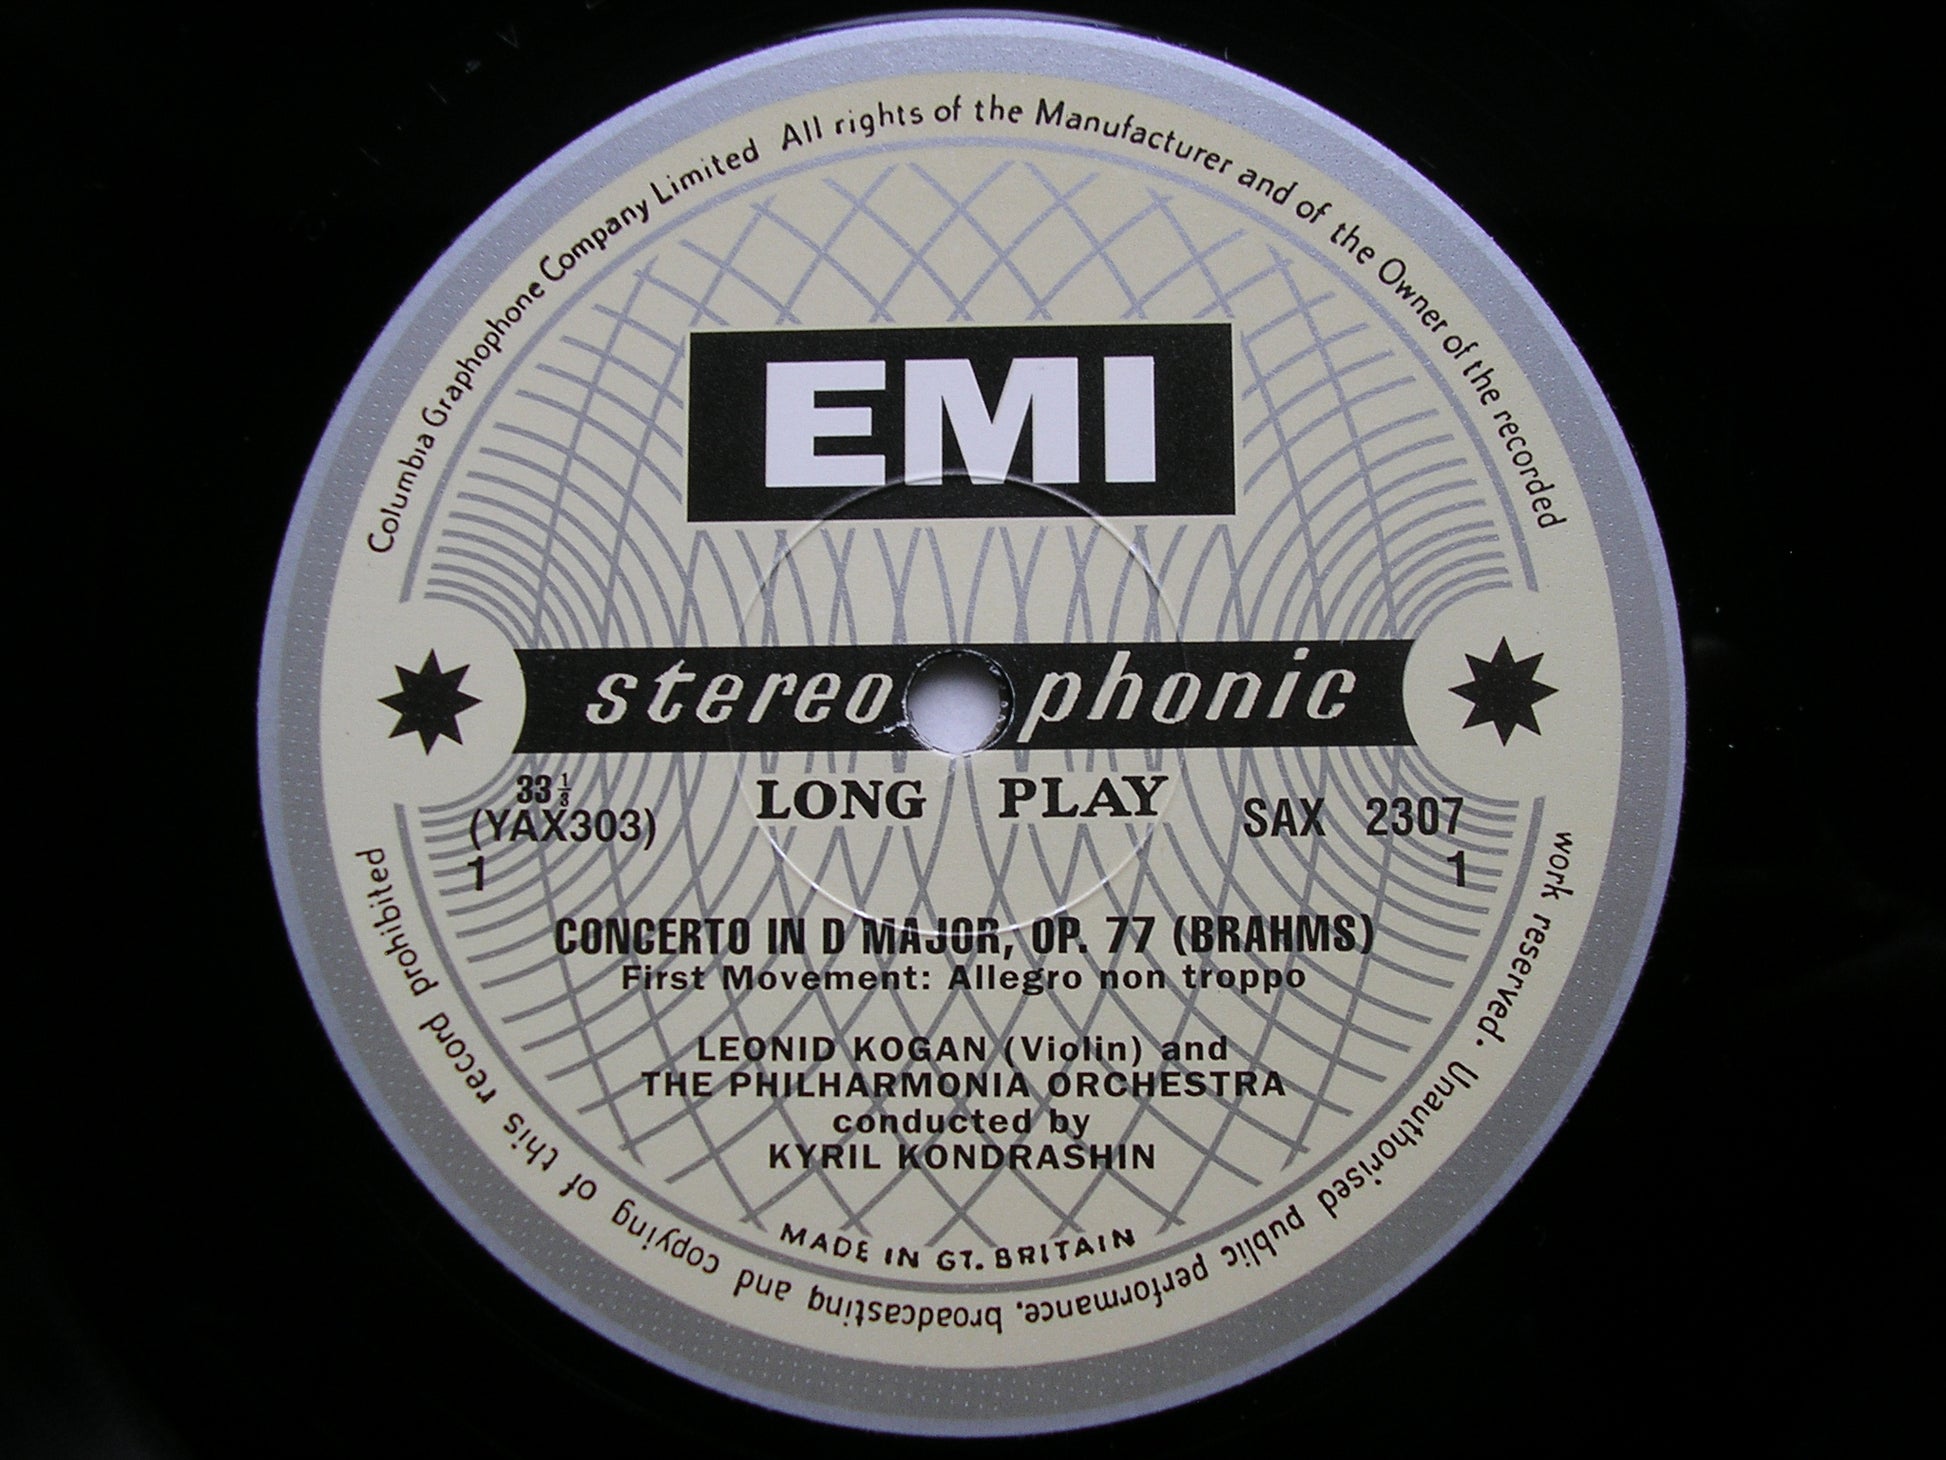 Columbia Graphophone Company Limited All rights of the Manufacturer and of the Owner of the recorded work reserved. Unauthorised public performance, broadcasting and copying of this record prohibited
EMI
stereophonic
LONG PLAY
33 1/3
(YAX303)
1
SAX 2307
1
CONCERTO IN D MAJOR, OP. 77 (BRAHMS)
First Movement: Allegro non troppo
LEONID KOGAN (Violin) and
THE PHILHARMONIA ORCHESTRA
conducted by
KYRIL KONDRASHIN
MADE IN GT. BRITAIN